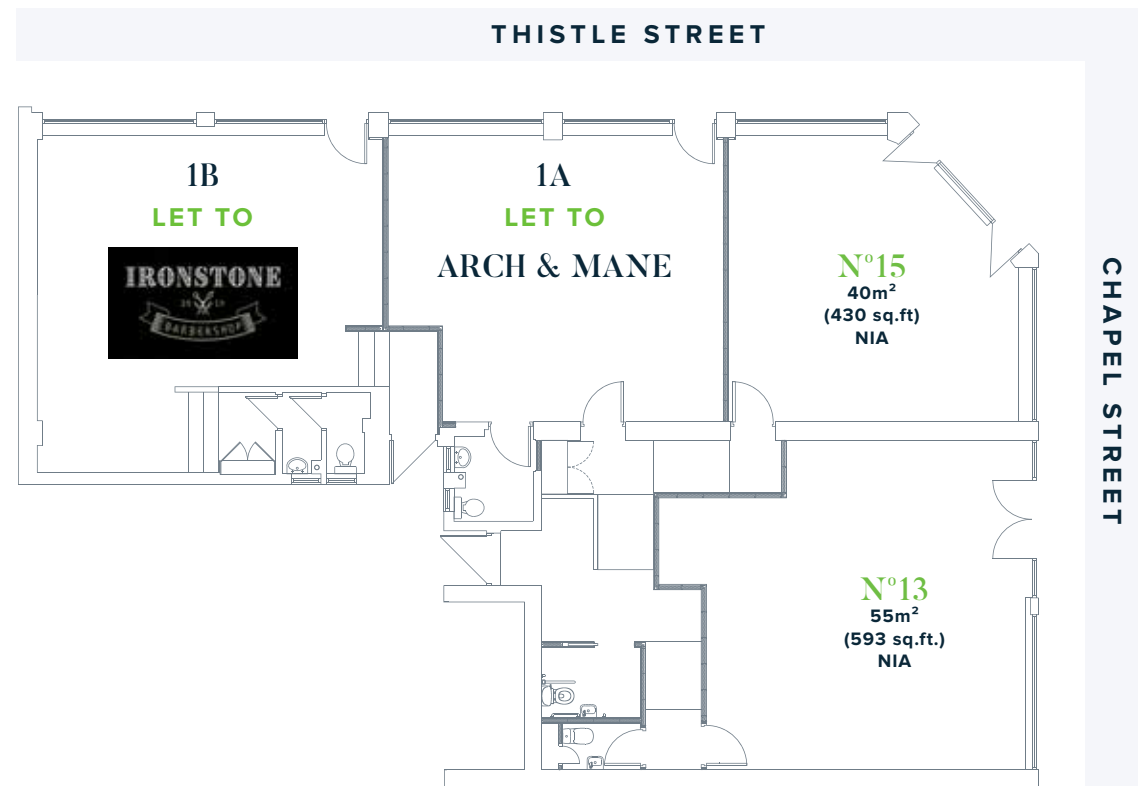 THISTLE STREET
1B
LET TO
IRONSTONE
BARBERSHOP
1A
LET TO
ARCH & MANE
Nº15
40m²
(430 sq.ft)
NIA
CHAPEL STREET
Nº13
55m²
(593 sq.ft.)
NIA